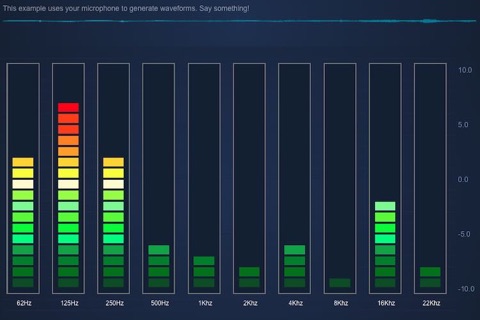 This example uses your microphone to generate waveforms. Say something!
10.0
5.0
0.0
-5.0
-10.0
62Hz 125Hz 250Hz 500Hz 1Khz 2Khz 4Khz 8Khz 16Khz 22Khz